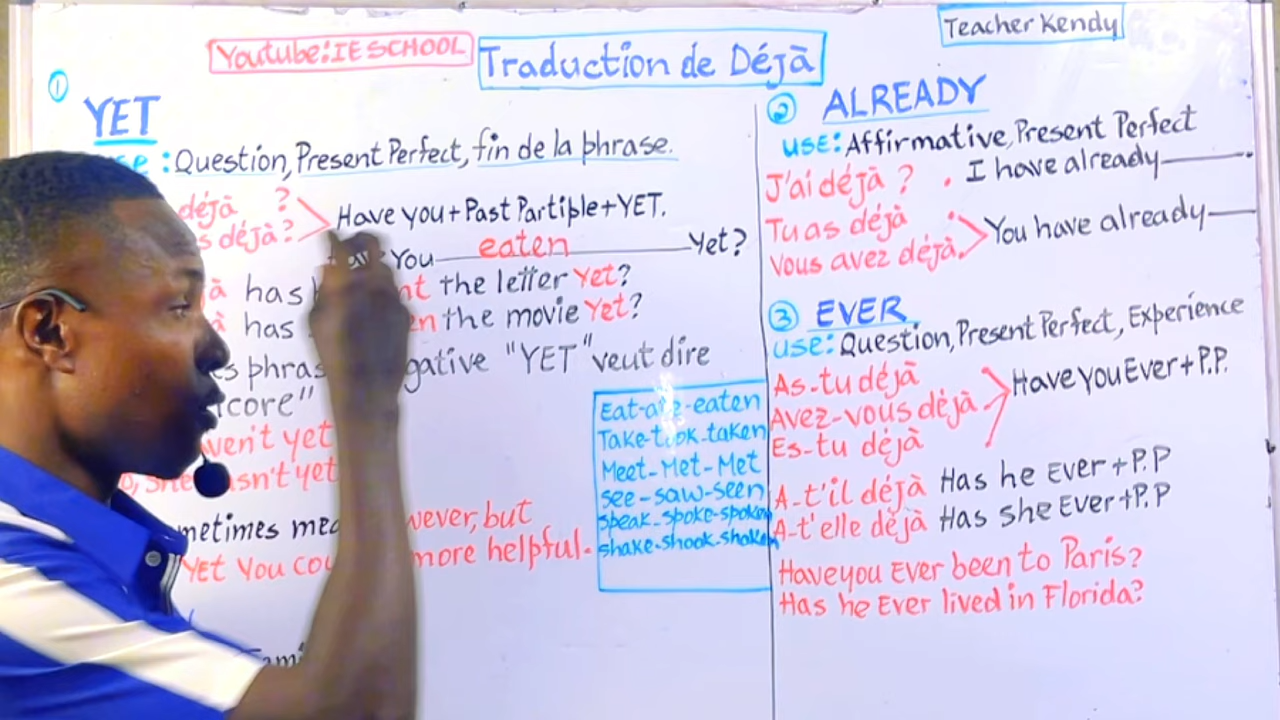 Youtube: IE SCHOOL
Traduction de Déjà
Teacher Kendy
1
YET
: Question, Present Perfect, fin de la phrase.
déjà ?
s déjà?
Have you + Past Partiple + YET.
You eaten Yet?
has the letter Yet?
has the movie Yet?
es phras gative "YET" veut dire
core"
ven't yet
sn't yet
metimes wever, but
Yet You cou more helpful.
Eat-ate-eaten
Take-took-taken
Meet-Met-Met
see-saw-seen
speak-spoke-spoken
shake-shook-shaken
2 ALREADY
use: Affirmative, Present Perfect
J'ai déjà ? . I have already
Tu as déjà
Vous avez déjà.
You have already
3 EVER
use: Question, Present Perfect, Experience
As-tu déjà
Avez-vous déjà
Es-tu déjà
Have you Ever + P.P.
A-t'il déjà Has he Ever + P.P
A-t'elle déjà Has she Ever + P.P
Have you Ever been to Paris?
Has he Ever lived in Florida?